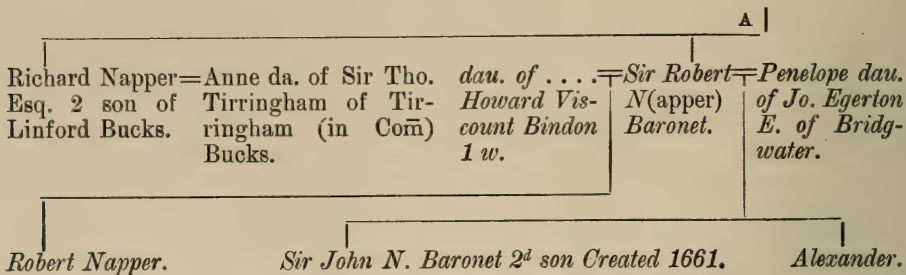 A
Richard Napper=Anne da. of Sir Tho.
Esq. 2 son of Tirringham of Tir-
Linford Bucks. ringham (in Com̄)
Bucks.
dau. of ....=Sir Robert=Penelope dau.
Howard Vis- N(apper) of Jo. Egerton
count Bindon Baronet. E. of Bridg-
1 w. water.
Robert Napper. Sir John N. Baronet 2ᵈ son Created 1661. Alexander.